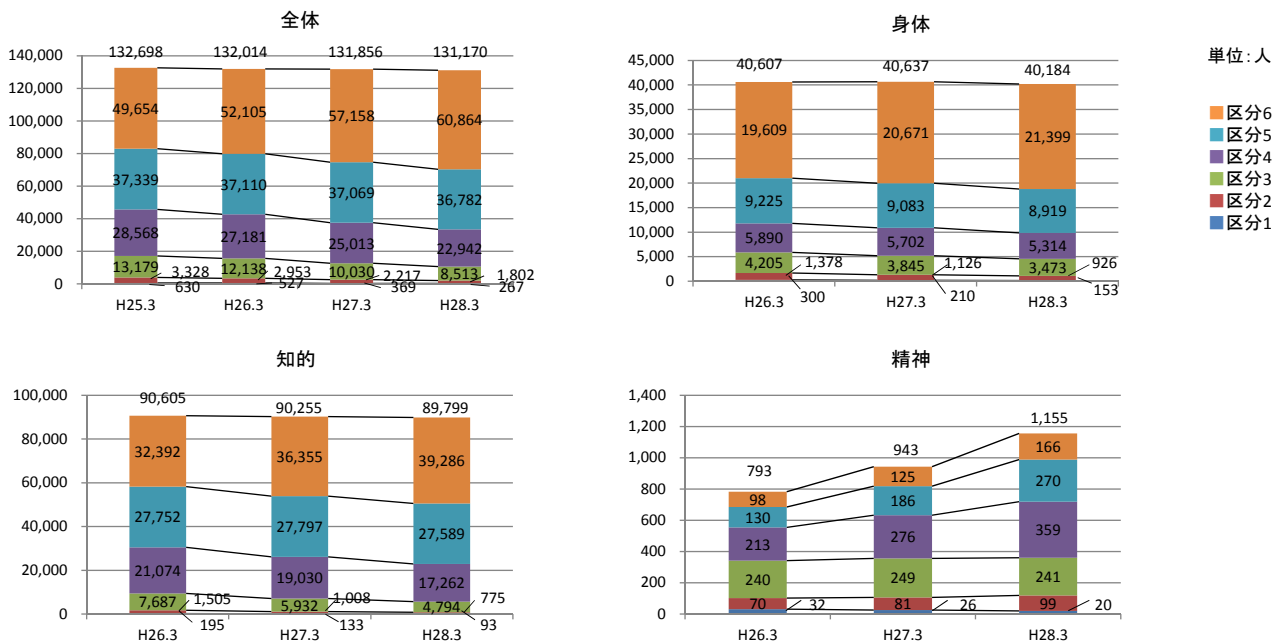 全体
132,698 132,014 131,856 131,170
140,000
120,000
100,000
80,000
60,000
40,000
20,000
0
49,654 52,105 57,158 60,864
37,339 37,110 37,069 36,782
28,568 27,181 25,013 22,942
13,179 3,328 12,138 2,953 10,030 2,217 8,513 1,802
630 527 369 267
H25.3 H26.3 H27.3 H28.3
身体
40,607 40,637 40,184
45,000
40,000
35,000
30,000
25,000
20,000
15,000
10,000
5,000
0
19,609 20,671 21,399
9,225 9,083 8,919
5,890 5,702 5,314
4,205 1,378 3,845 1,126 3,473 926
300 210 153
H26.3 H27.3 H28.3
単位：人
区分6
区分5
区分4
区分3
区分2
区分1
知的
90,605 90,255 89,799
100,000
80,000
60,000
40,000
20,000
0
32,392 36,355 39,286
27,752 27,797 27,589
21,074 19,030 17,262
7,687 1,505 5,932 1,008 4,794 775
195 133 93
H26.3 H27.3 H28.3
精神
793 943 1,155
1,400
1,200
1,000
800
600
400
200
0
98 125 166
130 186 270
213 276 359
240 249 241
70 32 81 26 99 20
H26.3 H27.3 H28.3